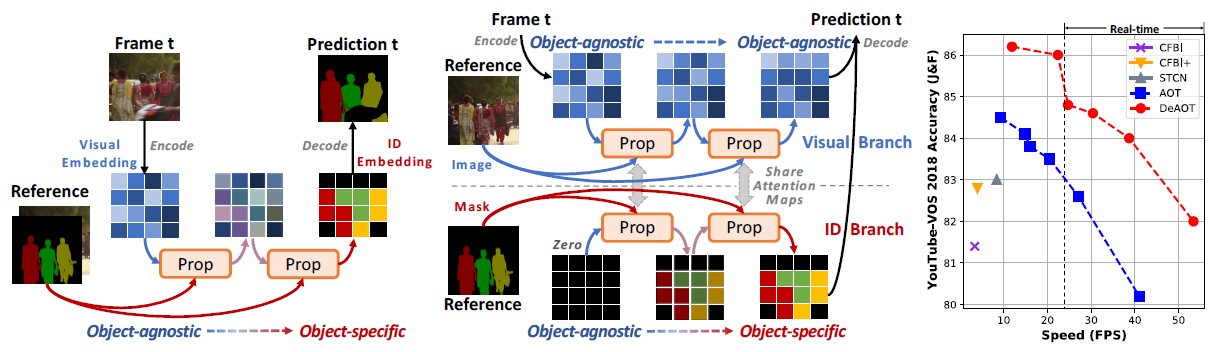 Frame t
Prediction t
Visual
Embedding
Encode
Decode
ID
Embedding
Reference
Prop
Prop
Object-agnostic
Object-specific
Frame t
Prediction t
Encode
Object-agnostic
Object-agnostic
Decode
Reference
Prop
Prop
Visual Branch
Image
Share
Attention
Maps
Mask
ID Branch
Prop
Prop
Zero
Reference
Object-agnostic
Object-specific
Real-time
CFBI
CFBI+
STCN
AOT
DeAOT
YouTube-VOS 2018 Accuracy (J&F)
86
85
84
83
82
81
80
10
20
30
40
50
Speed (FPS)